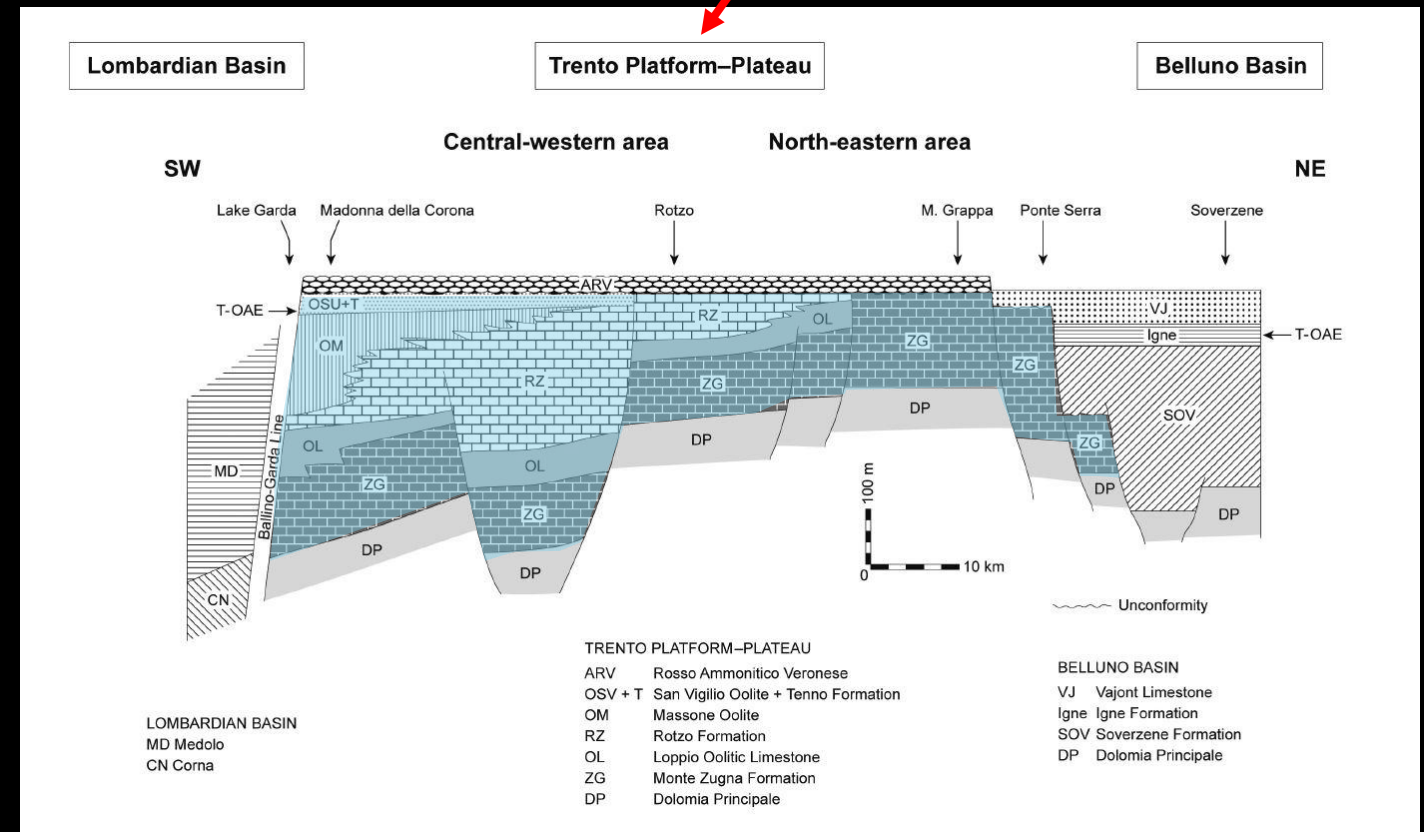 Lombardian Basin
Trento Platform–Plateau
Belluno Basin
Central-western area
North-eastern area
SW
NE
Lake Garda
Madonna della Corona
Rotzo
M. Grappa
Ponte Serra
Soverzene
ARV
T-OAE
OSU+T
RZ
OL
VJ
OM
ZG
Igne
T-OAE
RZ
ZG
ZG
DP
SOV
OL
DP
ZG
MD
Ballino-Garda Line
OL
ZG
DP
100 m
ZG
DP
DP
0
10 km
DP
CN
Unconformity
TRENTO PLATFORM–PLATEAU
ARV Rosso Ammonitico Veronese
OSV + T San Vigilio Oolite + Tenno Formation
OM Massone Oolite
RZ Rotzo Formation
OL Loppio Oolitic Limestone
ZG Monte Zugna Formation
DP Dolomia Principale
BELLUNO BASIN
VJ Vajont Limestone
Igne Igne Formation
SOV Soverzene Formation
DP Dolomia Principale
LOMBARDIAN BASIN
MD Medolo
CN Corna